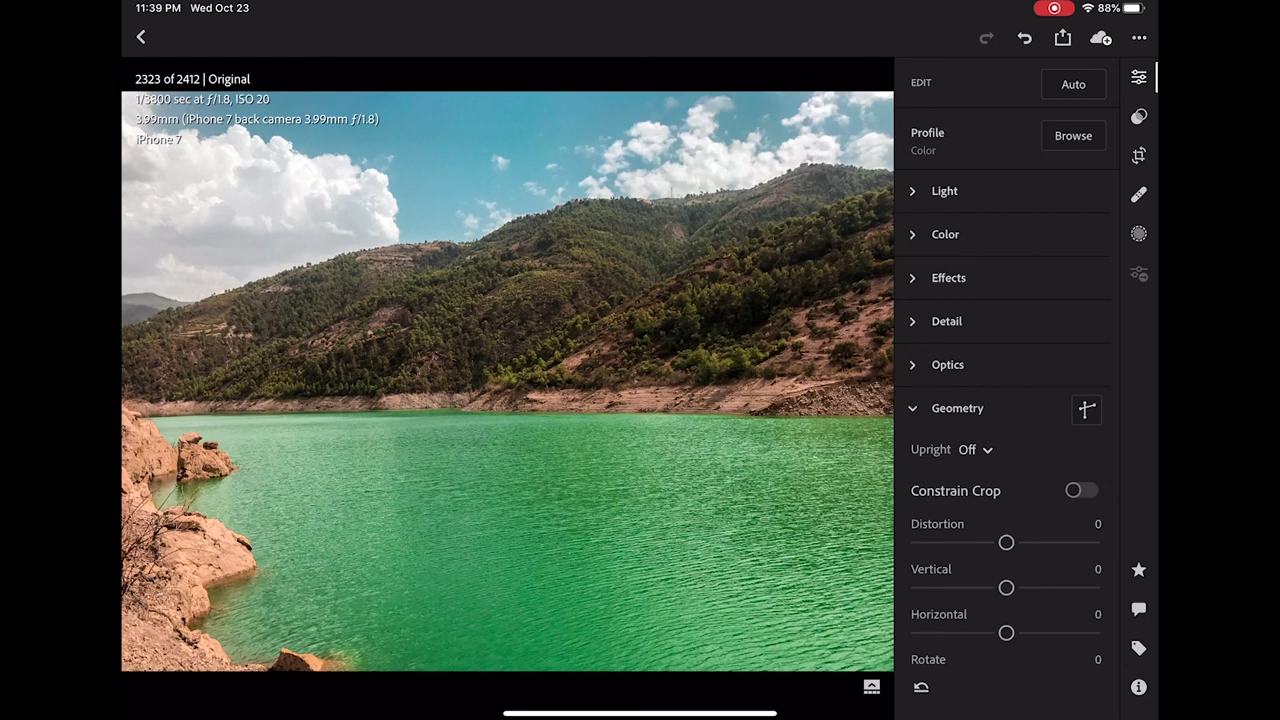 11:39 PM Wed Oct 23
88%
2323 of 2412 | Original
1/3800 sec at ƒ/1.8, ISO 20
3.99mm (iPhone 7 back camera 3.99mm ƒ/1.8)
iPhone 7
EDIT
Auto
Profile
Color
Browse
Light
Color
Effects
Detail
Optics
Geometry
Upright Off
Constrain Crop
Distortion 0
Vertical 0
Horizontal 0
Rotate 0